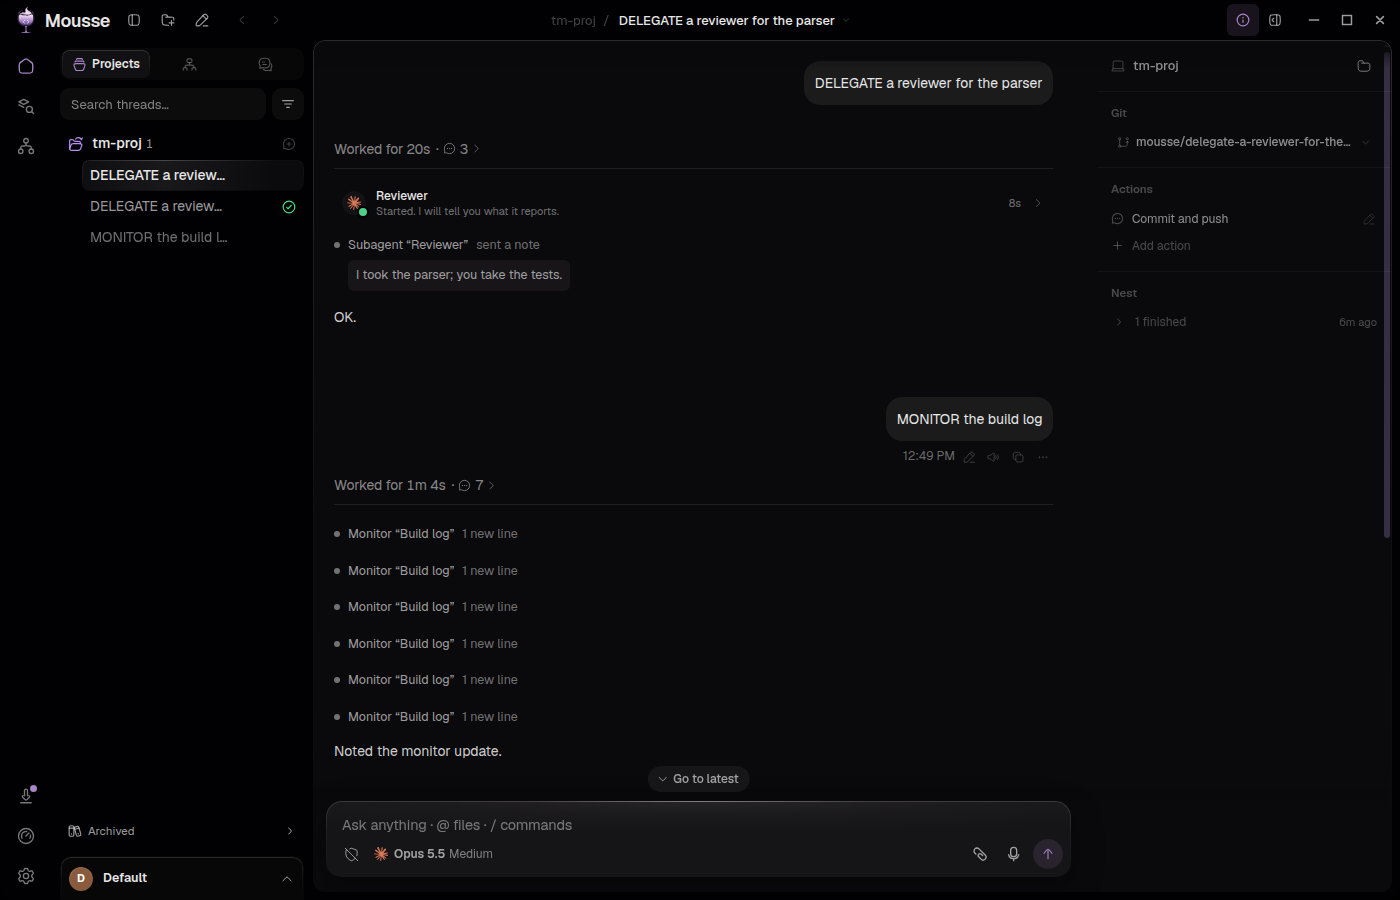 Mousse
tm-proj / DELEGATE a reviewer for the parser
Projects
Search threads...
tm-proj 1
DELEGATE a review...
DELEGATE a review...
MONITOR the build l...
Archived
D Default
DELEGATE a reviewer for the parser
Worked for 20s · 3
Reviewer
Started. I will tell you what it reports.
8s
Subagent “Reviewer” sent a note
I took the parser; you take the tests.
OK.
MONITOR the build log
12:49 PM
Worked for 1m 4s · 7
Monitor “Build log” 1 new line
Monitor “Build log” 1 new line
Monitor “Build log” 1 new line
Monitor “Build log” 1 new line
Monitor “Build log” 1 new line
Monitor “Build log” 1 new line
Noted the monitor update.
Go to latest
Ask anything · @ files · / commands
Opus 5.5 Medium
tm-proj
Git
mousse/delegate-a-reviewer-for-the...
Actions
Commit and push
Add action
Nest
1 finished 6m ago